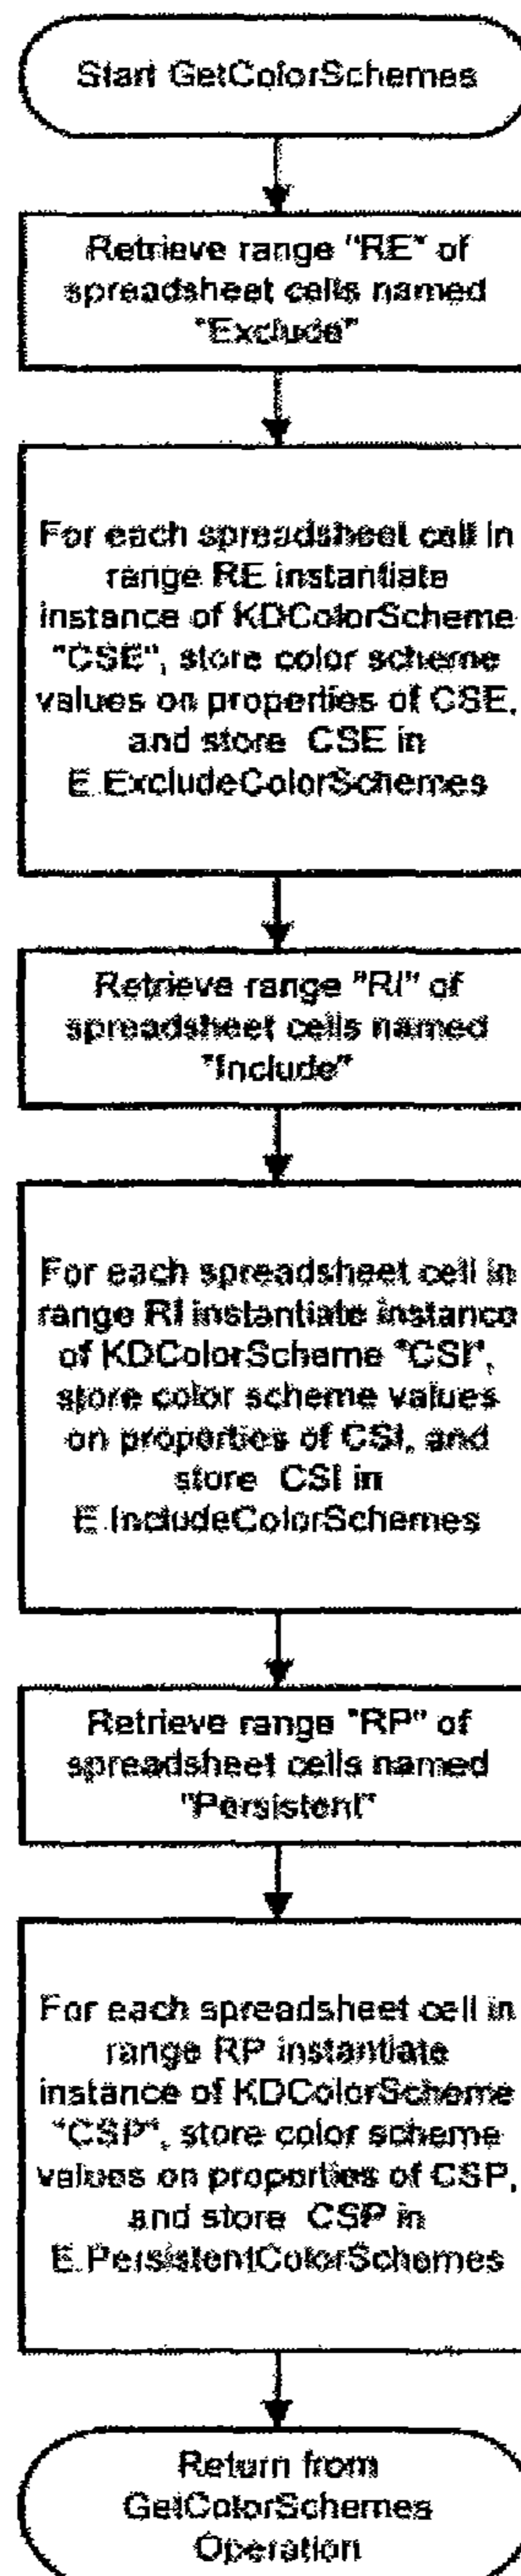 Start GetColorSchemes
Retrieve range "RE" of
spreadsheet cells named
"Exclude"
For each spreadsheet cell in
range RE instantiate
instance of KDColorScheme
"CSE", store color scheme
values on properties of CSE,
and store CSE in
E.ExcludeColorSchemes
Retrieve range "RI" of
spreadsheet cells named
"Include"
For each spreadsheet cell in
range RI instantiate instance
of KDColorScheme "CSI",
store color scheme values
on properties of CSI, and
store CSI in
E.IncludeColorSchemes
Retrieve range "RP" of
spreadsheet cells named
"Persistent"
For each spreadsheet cell in
range RP instantiate
instance of KDColorScheme
"CSP", store color scheme
values on properties of CSP,
and store CSP in
E.PersistentColorSchemes
Return from
GetColorSchemes
Operation